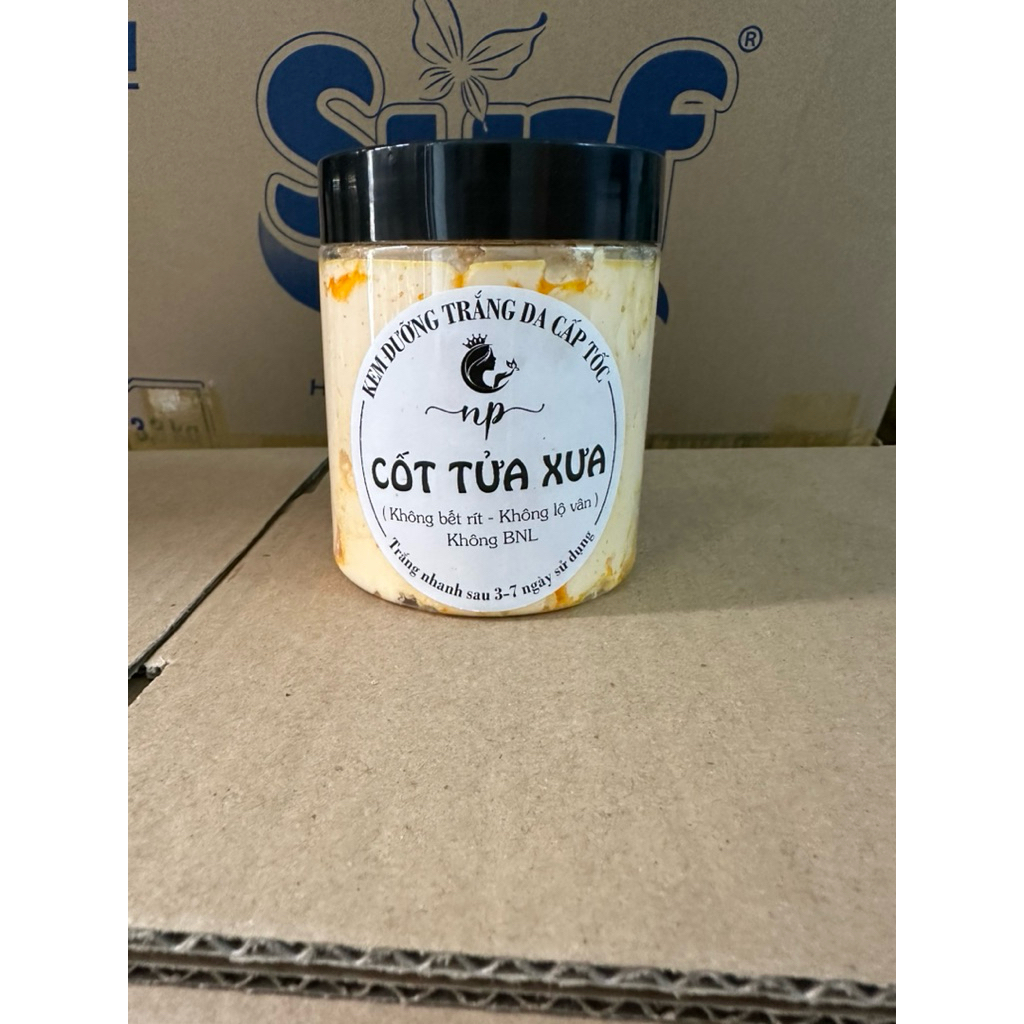 Surf®
KEM DƯỠNG TRẮNG DA CẤP TỐC
np
CỐT TỬA XƯA
( Không bết rít - Không lộ vân )
Không BNL
Trắng nhanh sau 3-7 ngày sử dụng